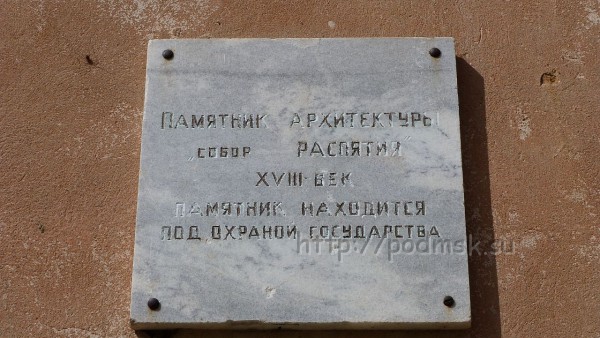 ПАМЯТНИК АРХИТЕКТУРЫ
СОБОР РАСПЯТИЯ
XVIII ВЕК
ПАМЯТНИК НАХОДИТСЯ
ПОД ОХРАНОЙ ГОСУДАРСТВА
http://podmsk.su